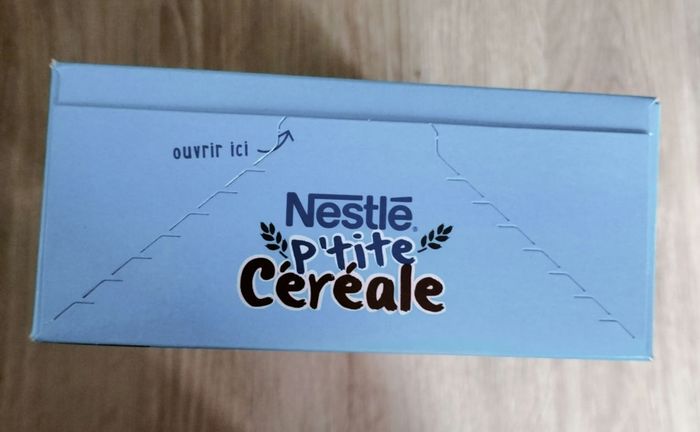 ouvrir ici
Nestlé®
p'tite
Céréale